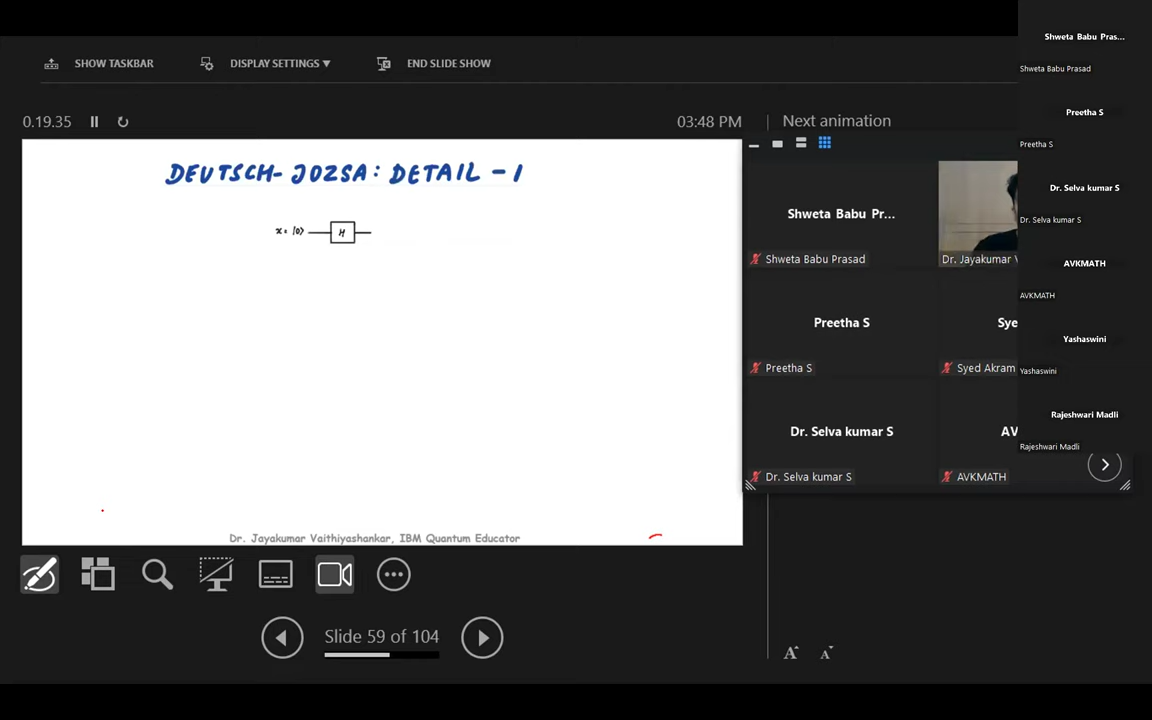 SHOW TASKBAR
DISPLAY SETTINGS ▼
END SLIDE SHOW
0.19.35
03:48 PM
Next animation
DEUTSCH-JOZSA: DETAIL - 1
x = |0⟩
H
Dr. Jayakumar Vaithiyashankar, IBM Quantum Educator
Slide 59 of 104
A A
Shweta Babu Pr...
Shweta Babu Prasad
Dr. Jayakumar V
Preetha S
Preetha S
Sye
Syed Akram
Dr. Selva kumar S
Dr. Selva kumar S
AV
AVKMATH
Shweta Babu Pras...
Shweta Babu Prasad
Preetha S
Preetha S
Dr. Selva kumar S
Dr. Selva kumar S
AVKMATH
AVKMATH
Yashaswini
Yashaswini
Rajeshwari Madli
Rajeshwari Madli